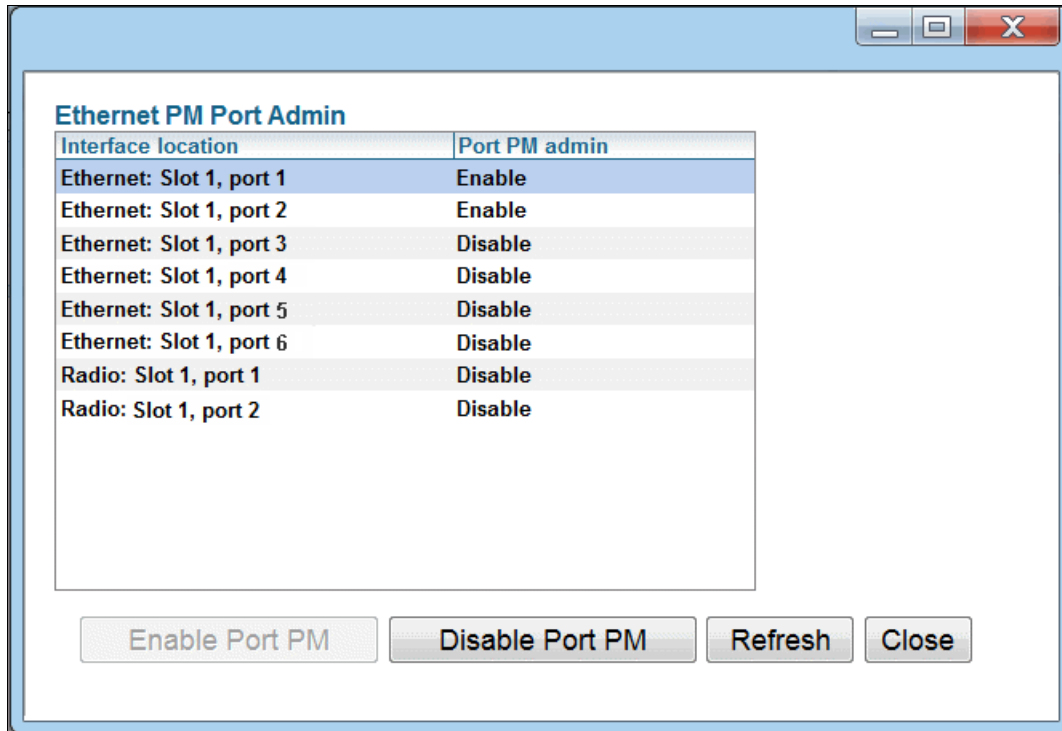 Ethernet PM Port Admin
Interface location Port PM admin
Ethernet: Slot 1, port 1 Enable
Ethernet: Slot 1, port 2 Enable
Ethernet: Slot 1, port 3 Disable
Ethernet: Slot 1, port 4 Disable
Ethernet: Slot 1, port 5 Disable
Ethernet: Slot 1, port 6 Disable
Radio: Slot 1, port 1 Disable
Radio: Slot 1, port 2 Disable
Enable Port PM Disable Port PM Refresh Close